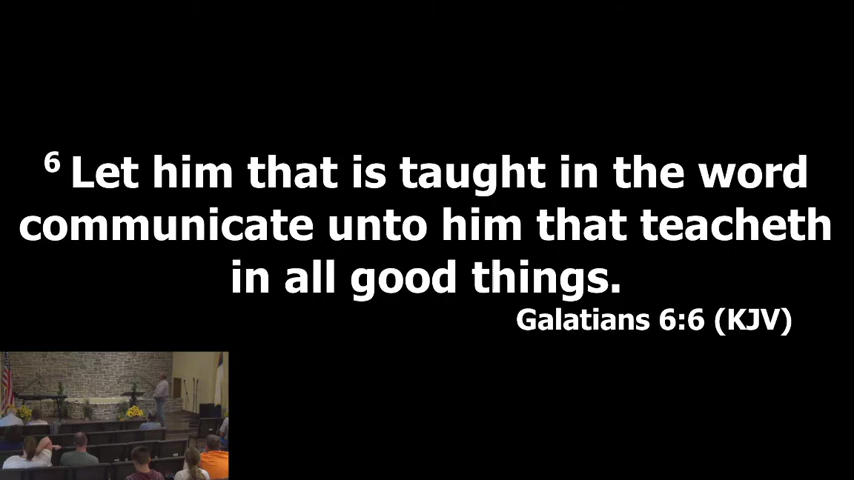 6 Let him that is taught in the word
communicate unto him that teacheth
in all good things.
Galatians 6:6 (KJV)